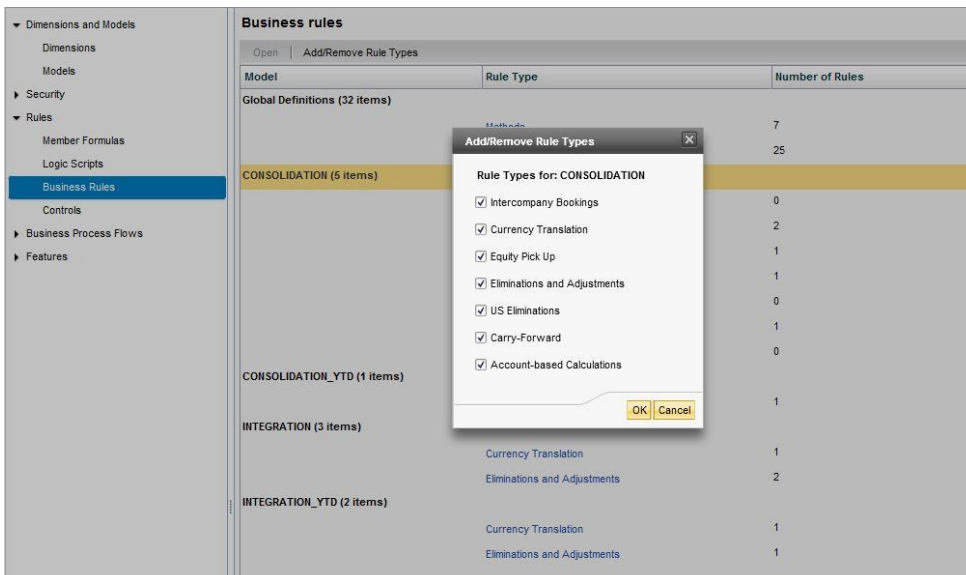 Dimensions and Models
Dimensions
Models
Security
Rules
Member Formulas
Logic Scripts
Business Rules
Controls
Business Process Flows
Features
Business rules
Open Add/Remove Rule Types
Model Rule Type Number of Rules
Global Definitions (32 items)
Methods 7
25
CONSOLIDATION (5 items)
0
2
1
1
0
1
0
CONSOLIDATION_YTD (1 items)
1
INTEGRATION (3 items)
Currency Translation 1
Eliminations and Adjustments 2
INTEGRATION_YTD (2 items)
Currency Translation 1
Eliminations and Adjustments 1
Add/Remove Rule Types
Rule Types for: CONSOLIDATION
Intercompany Bookings
Currency Translation
Equity Pick Up
Eliminations and Adjustments
US Eliminations
Carry-Forward
Account-based Calculations
OK Cancel